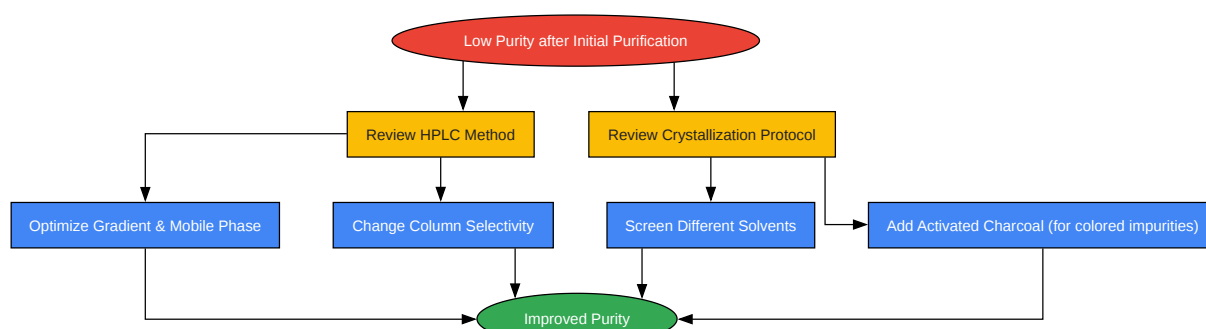 Low Purity after Initial Purification
Review HPLC Method
Review Crystallization Protocol
Optimize Gradient & Mobile Phase
Change Column Selectivity
Screen Different Solvents
Add Activated Charcoal (for colored impurities)
Improved Purity